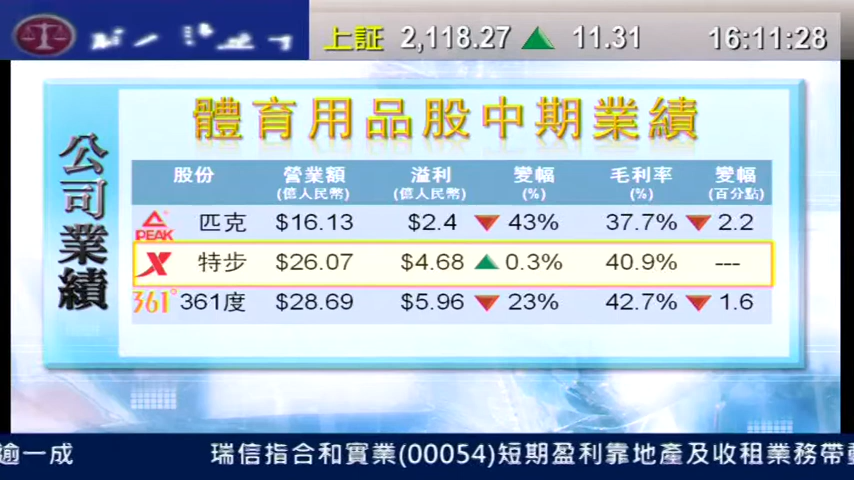 上証 2,118.27 11.31 16:11:28
體育用品股中期業績
公司業績
股份 營業額 溢利 變幅 毛利率 變幅
(億人民幣) (億人民幣) (%) (%) (百分點)
PEAK 匹克 $16.13 $2.4 43% 37.7% 2.2
X 特步 $26.07 $4.68 0.3% 40.9% ---
361° 361度 $28.69 $5.96 23% 42.7% 1.6
逾一成 瑞信指合和實業(00054)短期盈利靠地產及收租業務帶